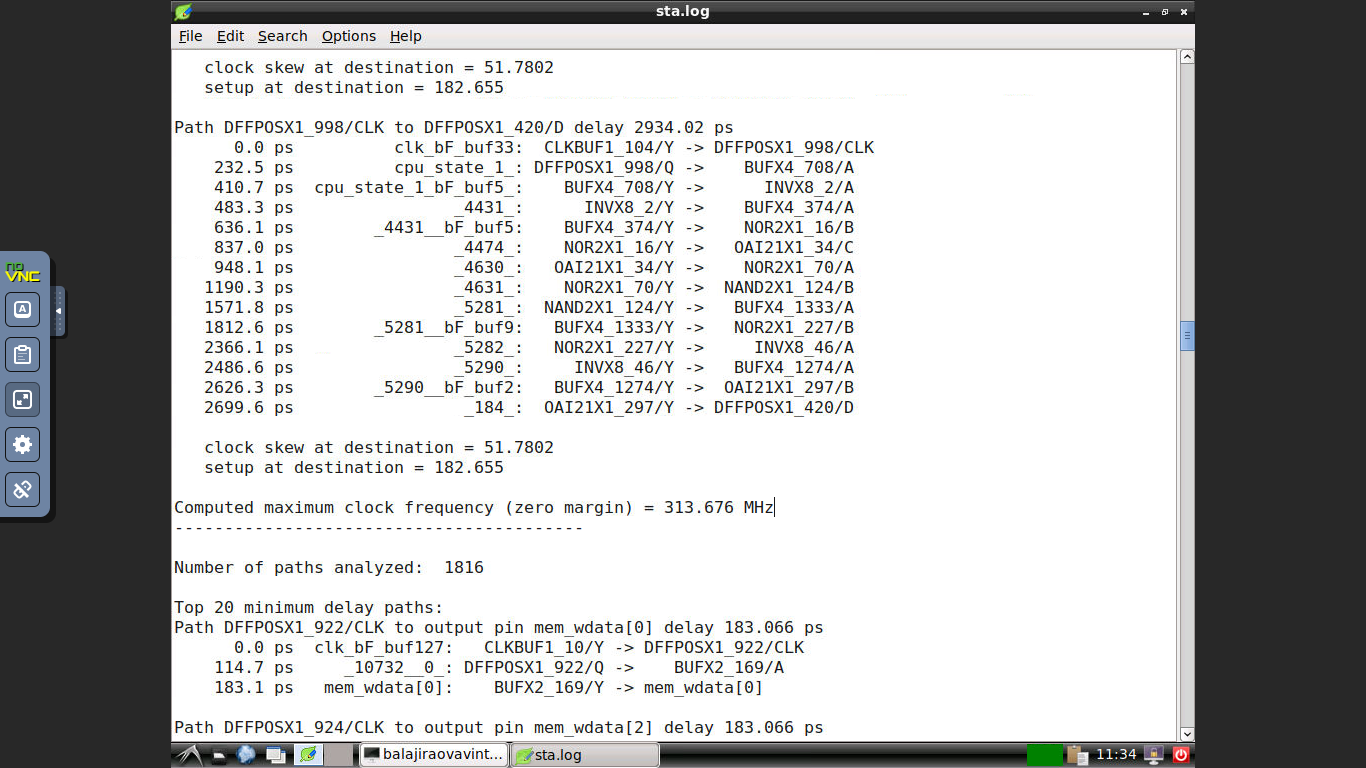 sta.log
File Edit Search Options Help
clock skew at destination = 51.7802
setup at destination = 182.655
Path DFFPOSX1_998/CLK to DFFPOSX1_420/D delay 2934.02 ps
0.0 ps clk_bF_buf33: CLKBUF1_104/Y -> DFFPOSX1_998/CLK
232.5 ps cpu_state_1_: DFFPOSX1_998/Q -> BUFX4_708/A
410.7 ps cpu_state_1_bF_buf5_: BUFX4_708/Y -> INVX8_2/A
483.3 ps _4431_: INVX8_2/Y -> BUFX4_374/A
636.1 ps _4431__bF_buf5: BUFX4_374/Y -> NOR2X1_16/B
837.0 ps _4474_: NOR2X1_16/Y -> OAI21X1_34/C
948.1 ps _4630_: OAI21X1_34/Y -> NOR2X1_70/A
1190.3 ps _4631_: NOR2X1_70/Y -> NAND2X1_124/B
1571.8 ps _5281_: NAND2X1_124/Y -> BUFX4_1333/A
1812.6 ps _5281__bF_buf9: BUFX4_1333/Y -> NOR2X1_227/B
2366.1 ps _5282_: NOR2X1_227/Y -> INVX8_46/A
2486.6 ps _5290_: INVX8_46/Y -> BUFX4_1274/A
2626.3 ps _5290__bF_buf2: BUFX4_1274/Y -> OAI21X1_297/B
2699.6 ps _184_: OAI21X1_297/Y -> DFFPOSX1_420/D
clock skew at destination = 51.7802
setup at destination = 182.655
Computed maximum clock frequency (zero margin) = 313.676 MHz
-----------------------------------------
Number of paths analyzed: 1816
Top 20 minimum delay paths:
Path DFFPOSX1_922/CLK to output pin mem_wdata[0] delay 183.066 ps
0.0 ps clk_bF_buf127: CLKBUF1_10/Y -> DFFPOSX1_922/CLK
114.7 ps _10732__0_: DFFPOSX1_922/Q -> BUFX2_169/A
183.1 ps mem_wdata[0]: BUFX2_169/Y -> mem_wdata[0]
Path DFFPOSX1_924/CLK to output pin mem_wdata[2] delay 183.066 ps
no
VNC
A
balajiraovavint... sta.log 11:34